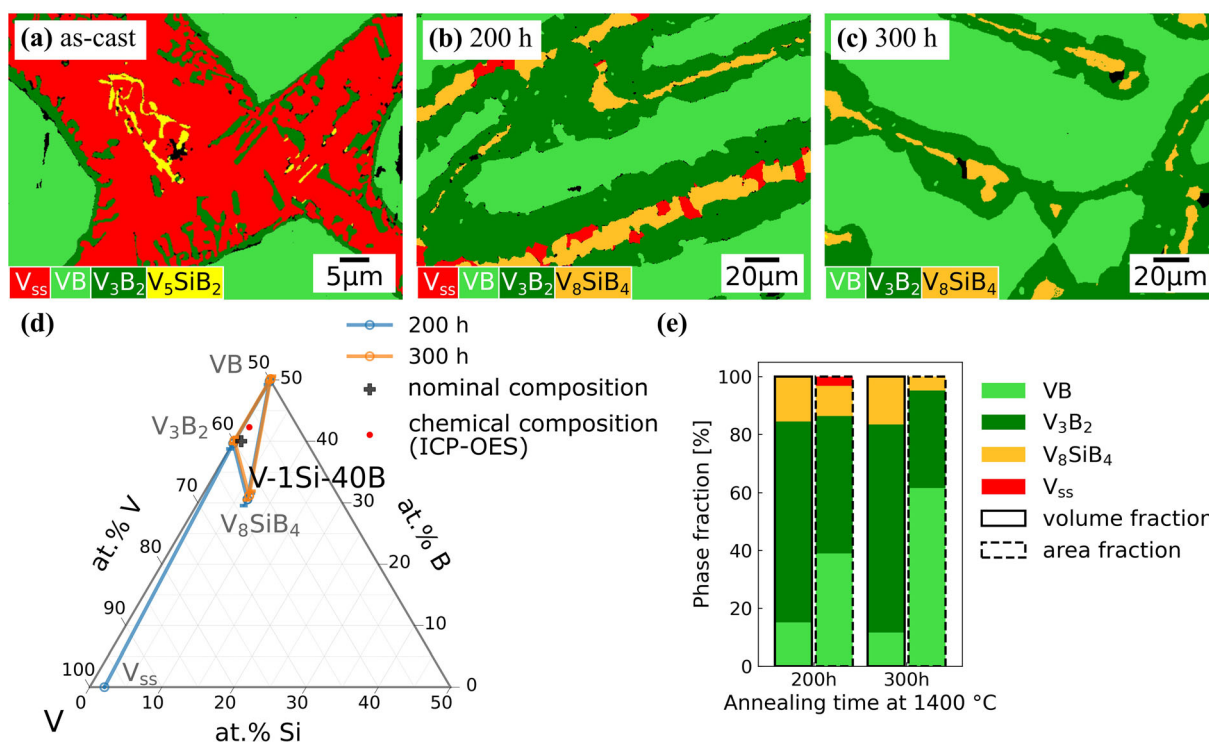 (a) as-cast
(b) 200 h
(c) 300 h
Vss VB V3B2 V5SiB2
5μm
Vss VB V3B2 V8SiB4
20μm
VB V3B2 V8SiB4
20μm
(d)
200 h
300 h
nominal composition
chemical composition
(ICP-OES)
VB
50
50
V3B2
60
40
V-1Si-40B
70
30
V8SiB4
at.% V
at.% B
80
20
90
10
100
Vss
0
V
0
10
20
30
40
50
at.% Si
(e)
Phase fraction [%]
100
80
60
40
20
0
200h
300h
Annealing time at 1400 °C
VB
V3B2
V8SiB4
Vss
volume fraction
area fraction